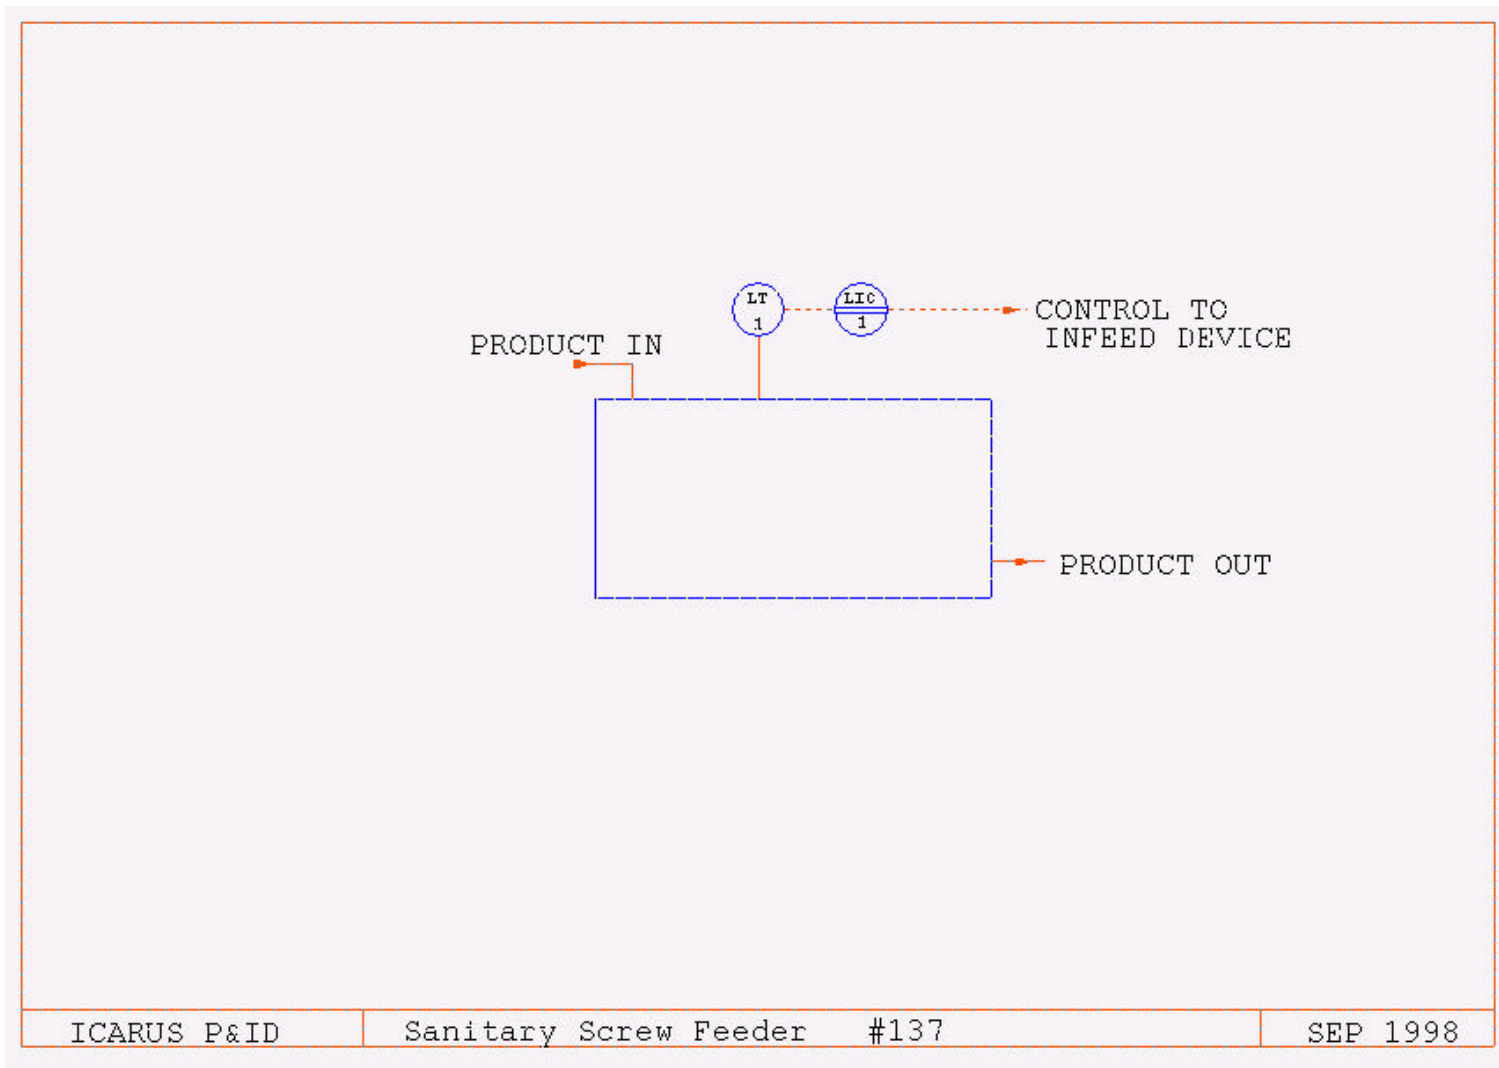 LT
1
LIC
1
CONTROL TO
INFEED DEVICE
PRODUCT IN
PRODUCT OUT
ICARUS P&ID
Sanitary Screw Feeder #137
SEP 1998